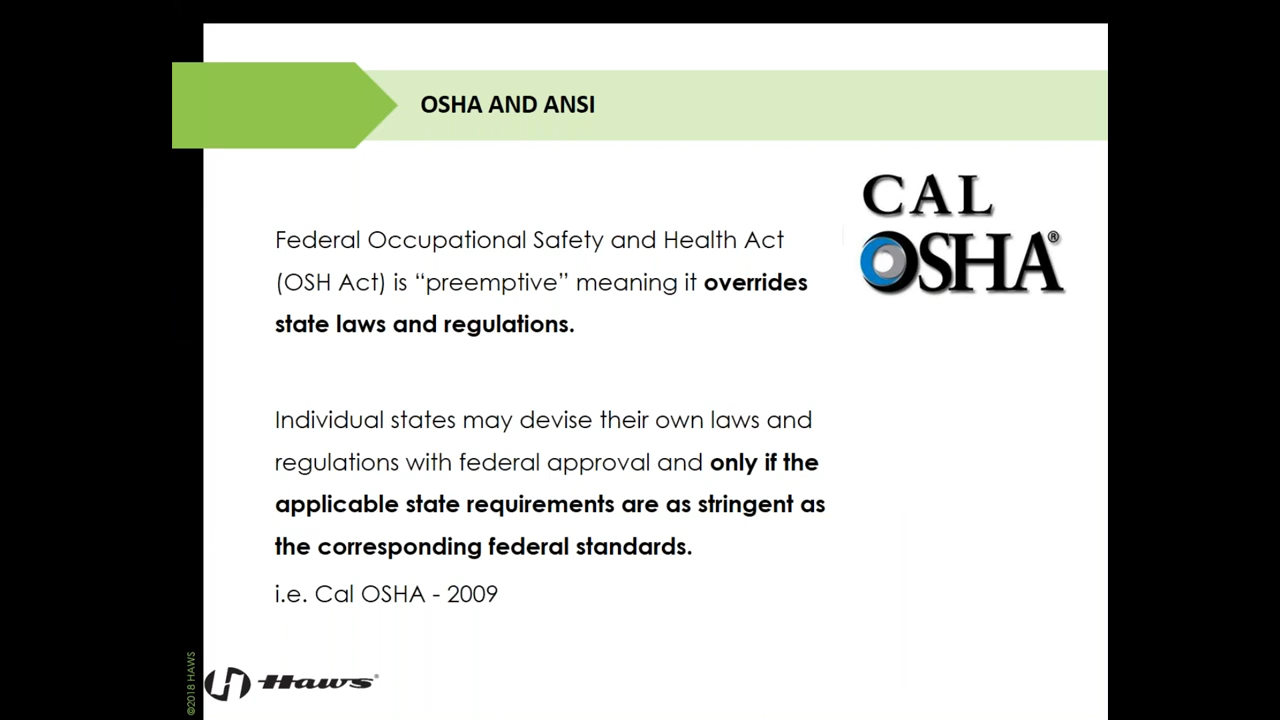 OSHA AND ANSI
CAL
OSHA®
Federal Occupational Safety and Health Act
(OSH Act) is “preemptive” meaning it overrides
state laws and regulations.
Individual states may devise their own laws and
regulations with federal approval and only if the
applicable state requirements are as stringent as
the corresponding federal standards.
i.e. Cal OSHA - 2009
©2018 HAWS
Haws®